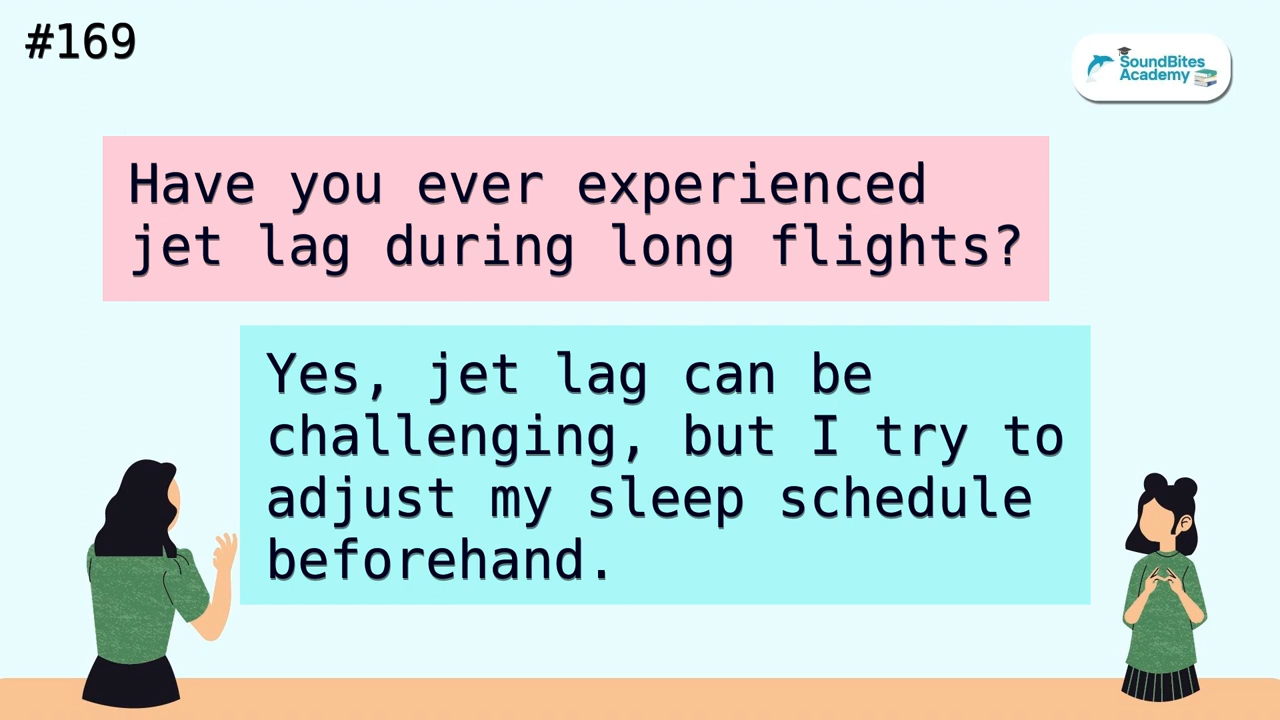 #169
SoundBites
Academy
Have you ever experienced
jet lag during long flights?
Yes, jet lag can be
challenging, but I try to
adjust my sleep schedule
beforehand.